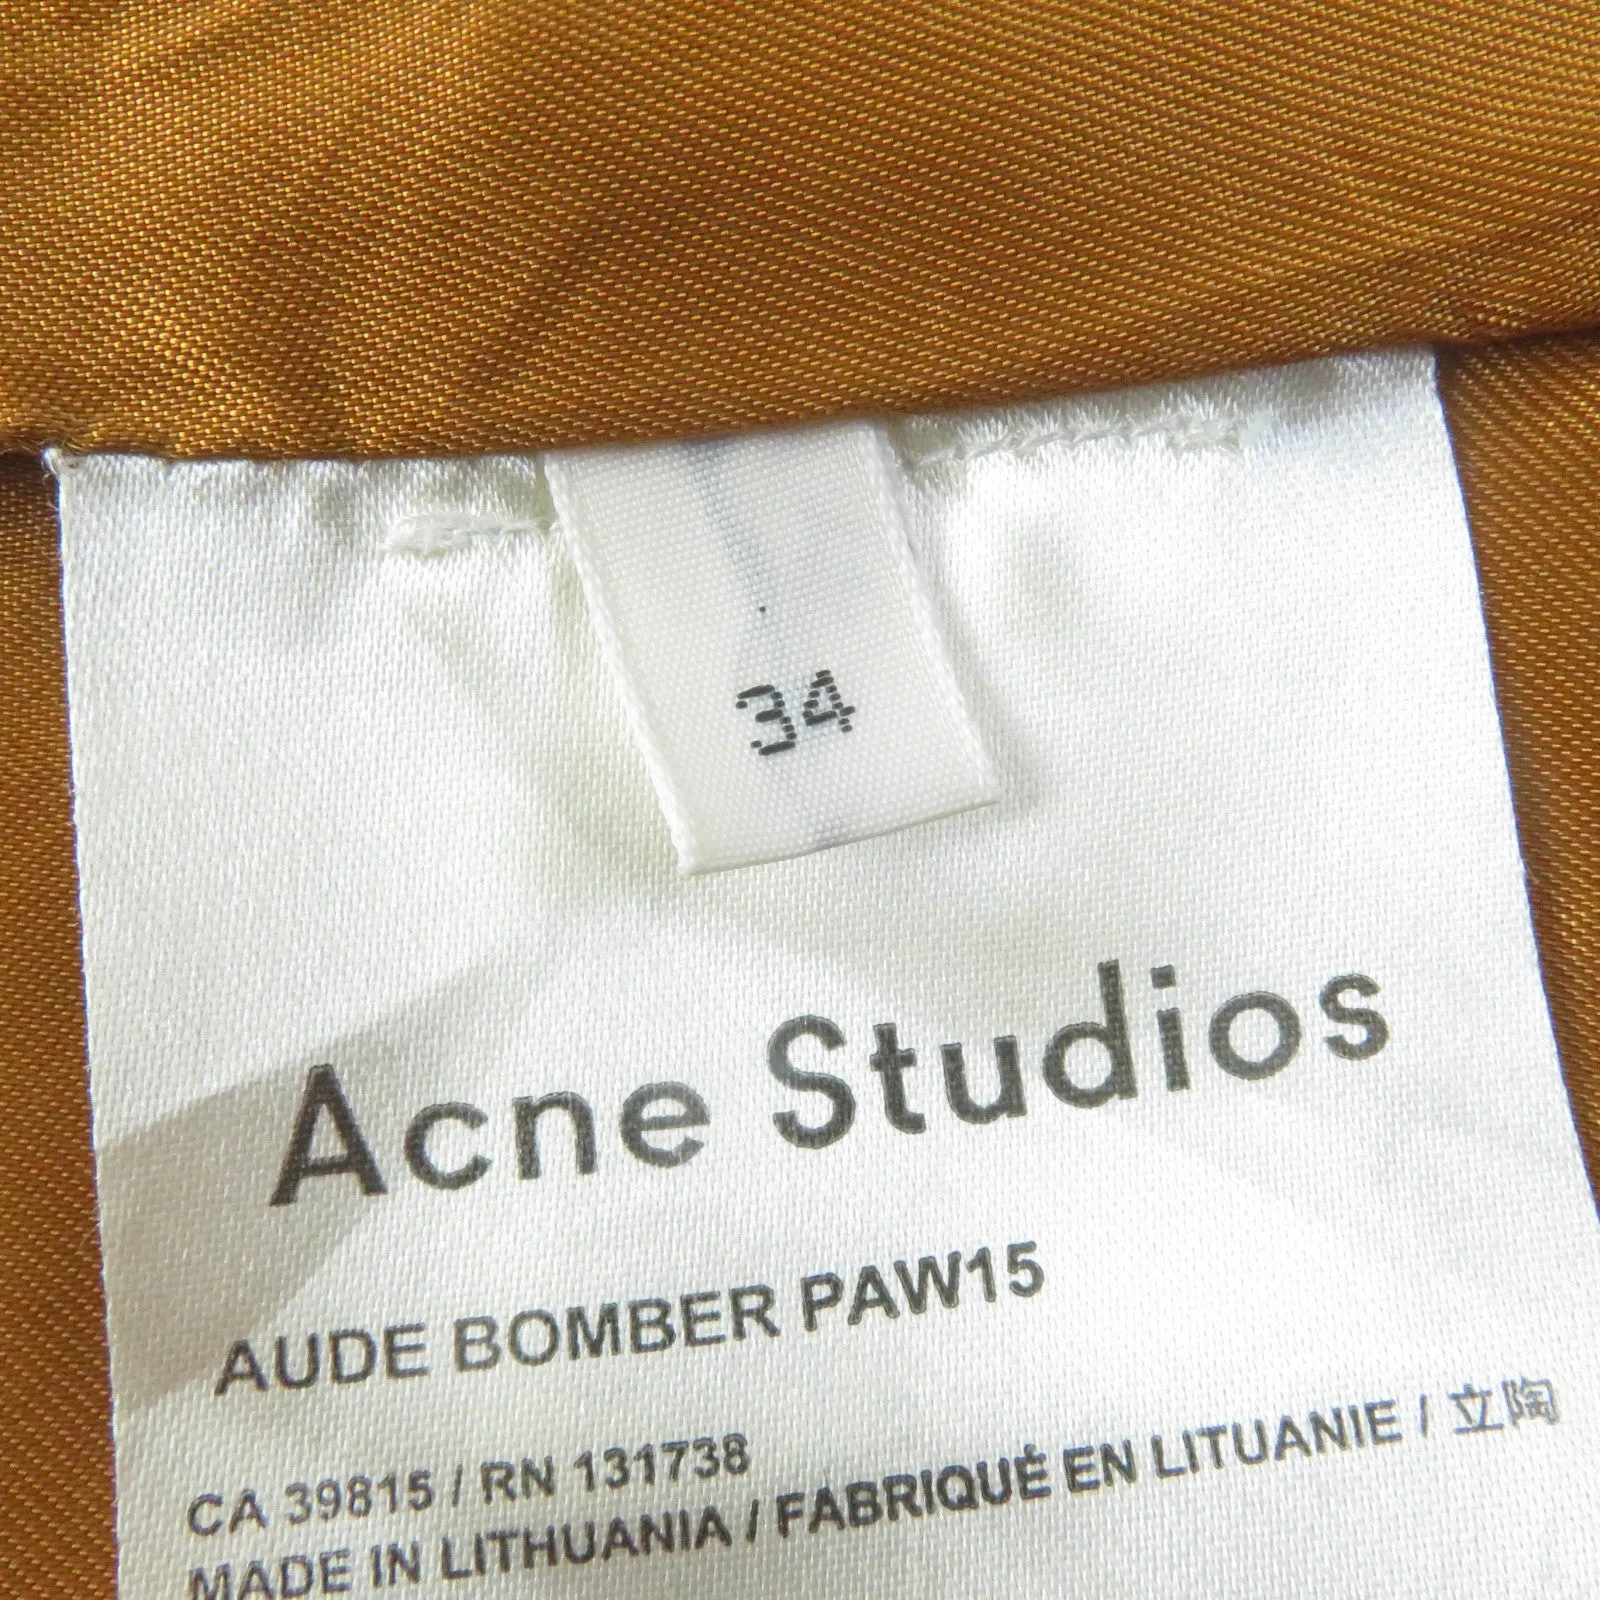 34
Acne Studios
AUDE BOMBER PAW15
CA 39815 / RN 131738
MADE IN LITHUANIA / FABRIQUÉ EN LITUANIE / 立陶